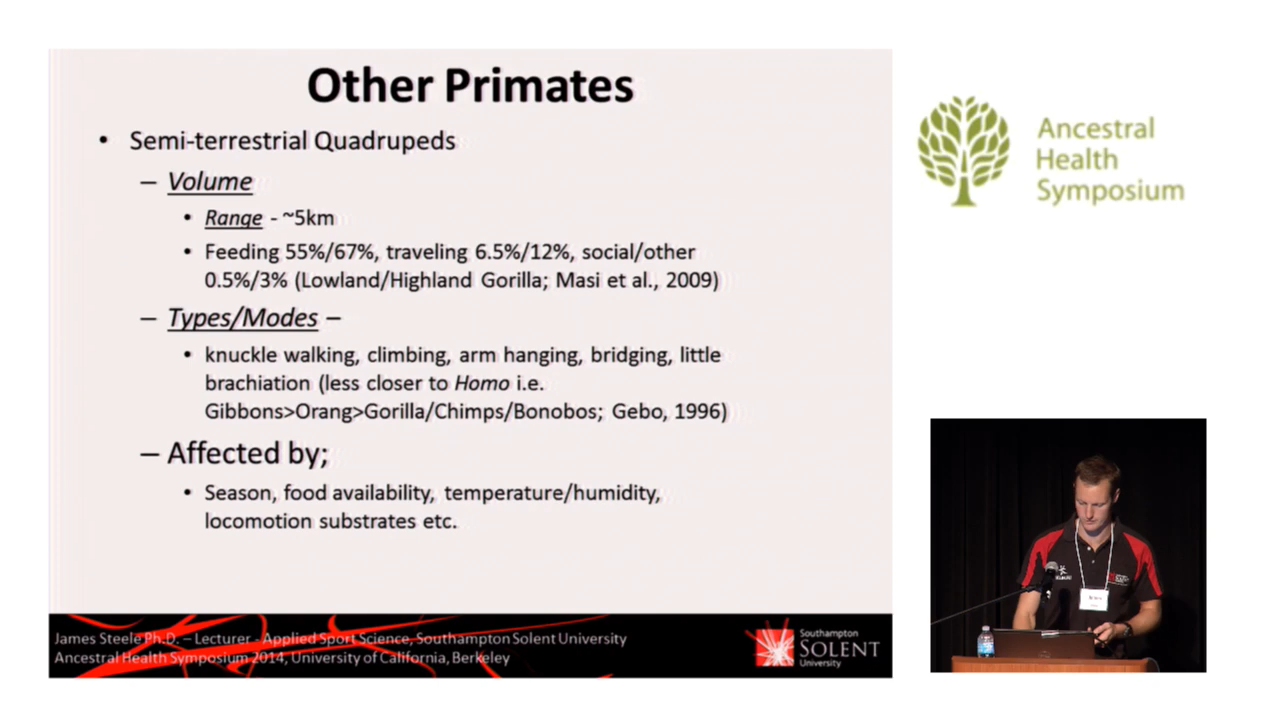 Other Primates
• Semi-terrestrial Quadrupeds
– Volume
• Range - ~5km
• Feeding 55%/67%, traveling 6.5%/12%, social/other
0.5%/3% (Lowland/Highland Gorilla; Masi et al., 2009)
– Types/Modes –
• knuckle walking, climbing, arm hanging, bridging, little
brachiation (less closer to Homo i.e.
Gibbons>Orang>Gorilla/Chimps/Bonobos; Gebo, 1996)
– Affected by;
• Season, food availability, temperature/humidity,
locomotion substrates etc.
James Steele Ph.D. – Lecturer - Applied Sport Science, Southampton Solent University
Ancestral Health Symposium 2014, University of California, Berkeley
Southampton
SOLENT
University
Ancestral
Health
Symposium